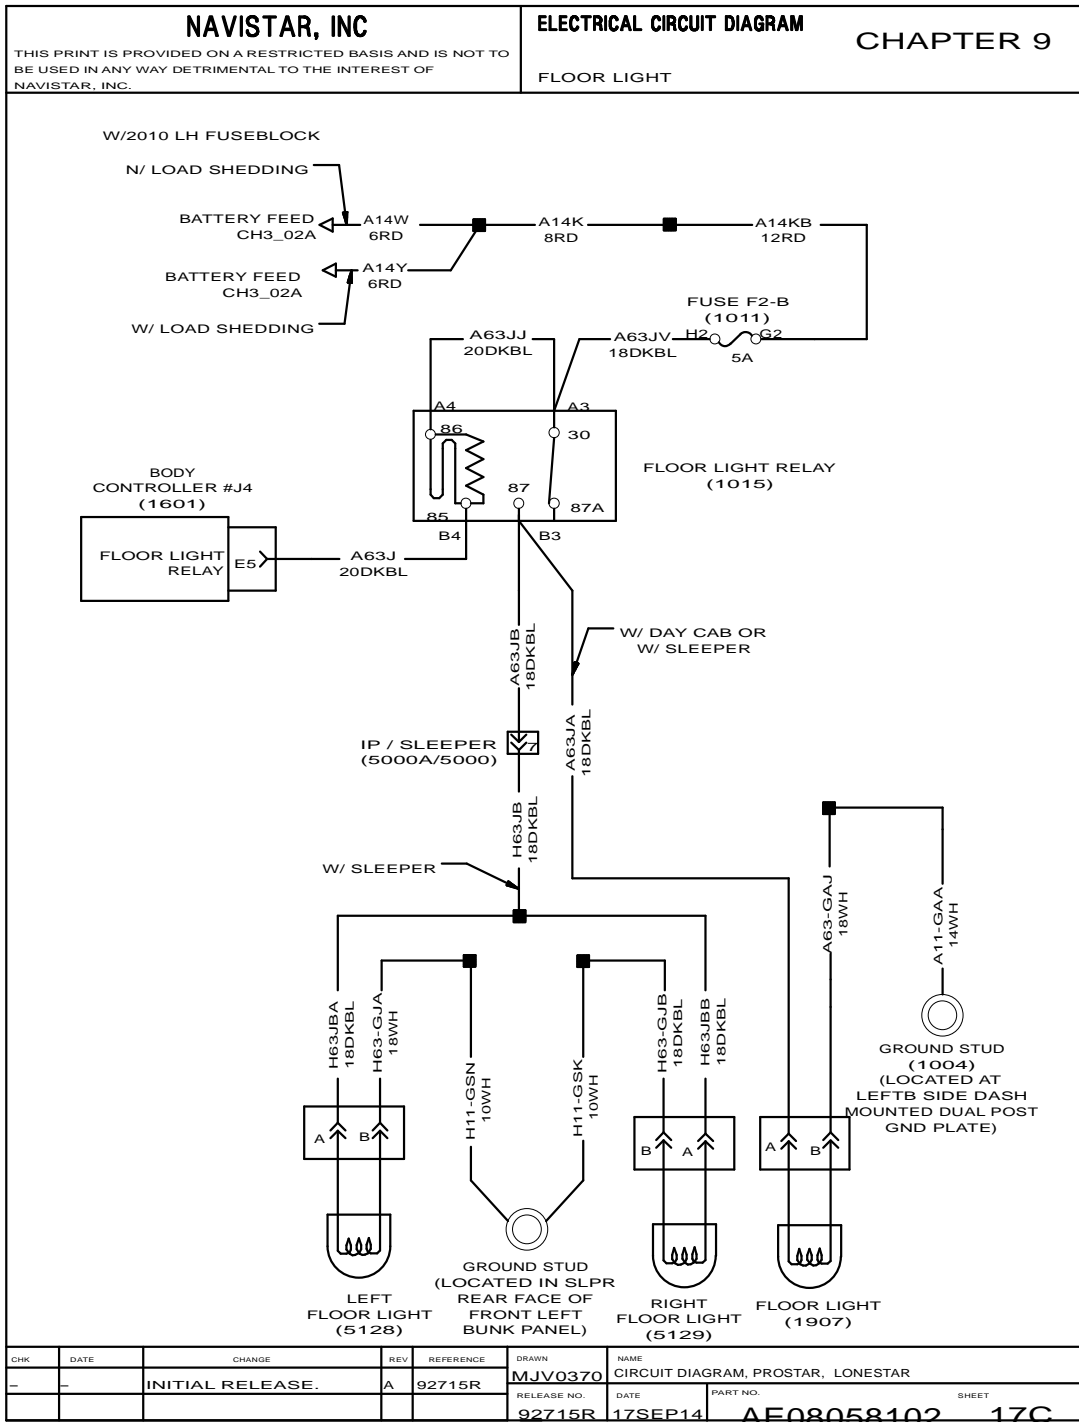 NAVISTAR, INC
THIS PRINT IS PROVIDED ON A RESTRICTED BASIS AND IS NOT TO
BE USED IN ANY WAY DETRIMENTAL TO THE INTEREST OF
NAVISTAR, INC.
ELECTRICAL CIRCUIT DIAGRAM
CHAPTER 9
FLOOR LIGHT
W/2010 LH FUSEBLOCK
N/ LOAD SHEDDING
BATTERY FEED
CH3_02A
A14W
6RD
A14K
8RD
A14KB
12RD
BATTERY FEED
CH3_02A
A14Y
6RD
W/ LOAD SHEDDING
FUSE F2-B
(1011)
H2
G2
5A
A63JJ
20DKBL
A63JV
18DKBL
A4
A3
86
30
87
87A
85
B4
B3
FLOOR LIGHT RELAY
(1015)
BODY
CONTROLLER #J4
(1601)
FLOOR LIGHT
RELAY
E5
A63J
20DKBL
W/ DAY CAB OR
W/ SLEEPER
A63JB
18DKBL
A63JA
18DKBL
IP / SLEEPER
(5000A/5000)
7
H63JB
18DKBL
W/ SLEEPER
A63-GAJ
18WH
A11-GAA
14WH
H63JBA
18DKBL
H63-GJA
18WH
H11-GSN
10WH
H11-GSK
10WH
H63-GJB
18DKBL
H63JBB
18DKBL
GROUND STUD
(1004)
(LOCATED AT
LEFTB SIDE DASH
MOUNTED DUAL POST
GND PLATE)
A
B
B
A
A
B
GROUND STUD
(LOCATED IN SLPR
REAR FACE OF
FRONT LEFT
BUNK PANEL)
LEFT
FLOOR LIGHT
(5128)
RIGHT
FLOOR LIGHT
(5129)
FLOOR LIGHT
(1907)
CHK DATE CHANGE REV REFERENCE
– – INITIAL RELEASE. A 92715R
DRAWN
MJV0370
NAME
CIRCUIT DIAGRAM, PROSTAR, LONESTAR
RELEASE NO.
92715R
DATE
17SEP14
PART NO.
AE08058102
SHEET
17C